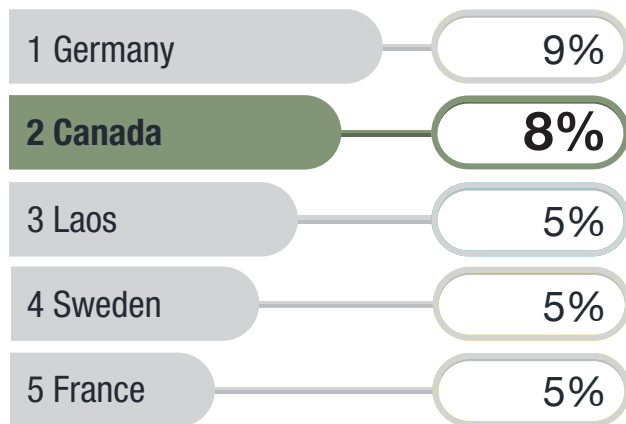 1 Germany 9%
2 Canada 8%
3 Laos 5%
4 Sweden 5%
5 France 5%